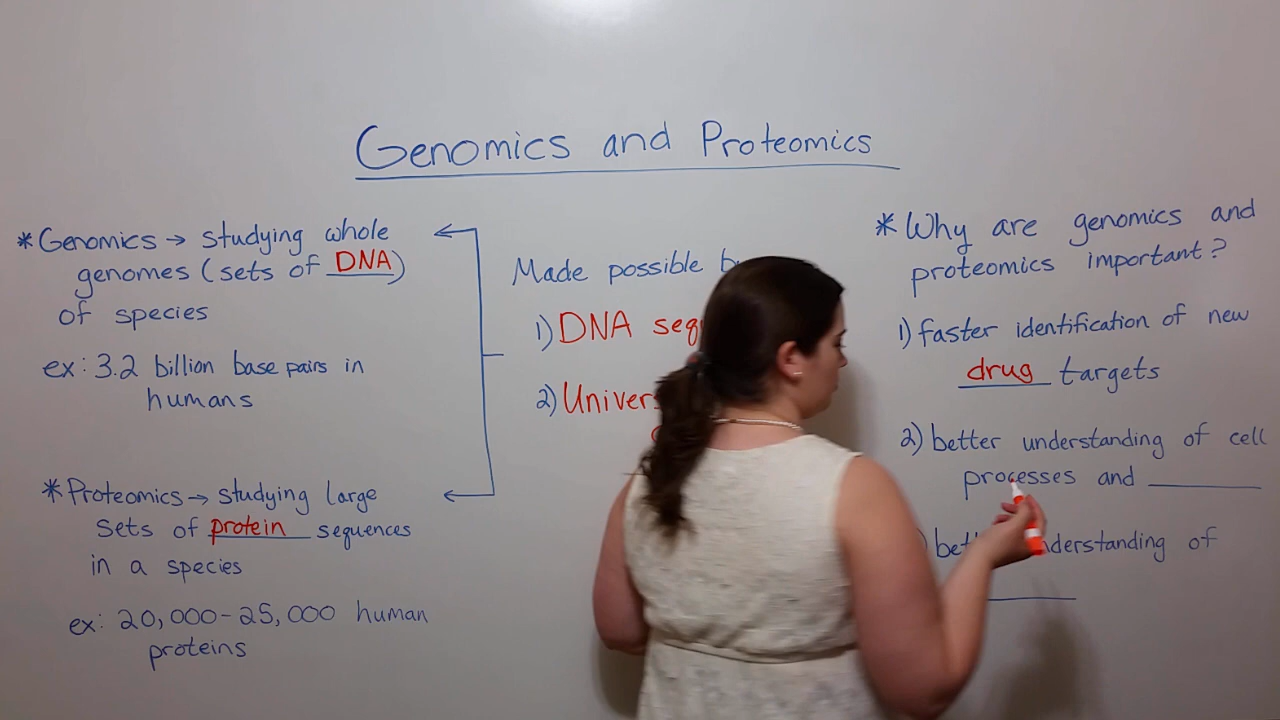 Genomics and Proteomics
*Genomics → studying whole
genomes (sets of DNA)
of species
ex: 3.2 billion base pairs in
humans
*Proteomics → studying large
sets of protein sequences
in a species
ex: 20,000-25,000 human
proteins
Made possible
1) DNA
2)
*Why are genomics and
proteomics important?
1) faster identification of new
drug targets
2) better understanding of cell
processes and ______
understanding of
______